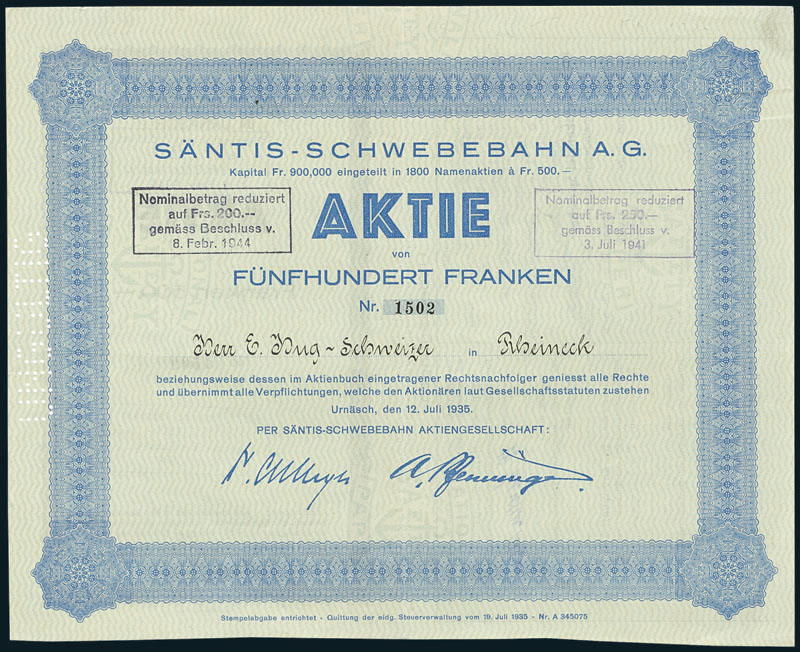 SÄNTIS-SCHWEBEBAHN A.G.
Kapital Fr. 900,000 eingeteilt in 1800 Namenaktien à Fr. 500.—
Nominalbetrag reduziert
auf Frs. 200.--
gemäss Beschluss v.
8. Febr. 1944
AKTIE
Nominalbetrag reduziert
auf Frs. 250.—
gemäss Beschluss v.
3. Juli 1941
von
FÜNFHUNDERT FRANKEN
Nr. 1502
Herr E. Hug-Schweizer in Rheineck
beziehungsweise dessen im Aktienbuch eingetragener Rechtsnachfolger geniesst alle Rechte
und übernimmt alle Verpflichtungen, welche den Aktionären laut Gesellschaftsstatuten zustehen
Urnäsch, den 12. Juli 1935.
PER SÄNTIS-SCHWEBEBAHN AKTIENGESELLSCHAFT:
Stempelabgabe entrichtet - Quittung der eidg. Steuerverwaltung vom 19. Juli 1935 - Nr. A 345075